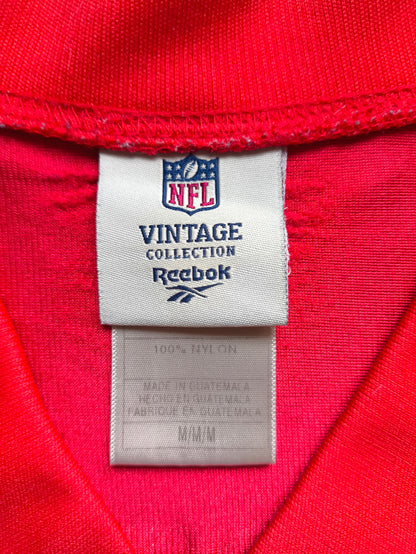 NFL
VINTAGE
COLLECTION
Reebok
100% NYLON
MADE IN GUATEMALA
HECHO EN GUATEMALA
FABRIQUE EN GUATEMALA
M/M/M